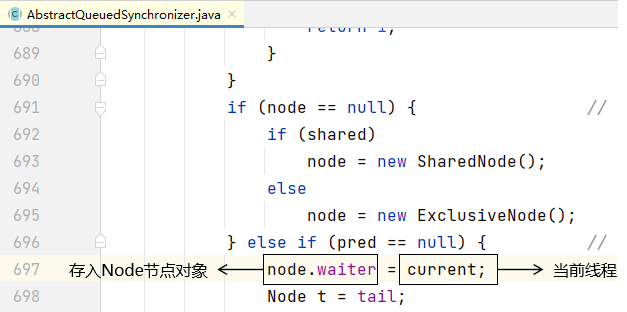 AbstractQueuedSynchronizer.java
return 1;
689 }
690 }
691 if (node == null) { //
692 if (shared)
693 node = new SharedNode();
694 else
695 node = new ExclusiveNode();
696 } else if (pred == null) { //
697 存入Node节点对象 node.waiter = current; 当前线程
698 Node t = tail;